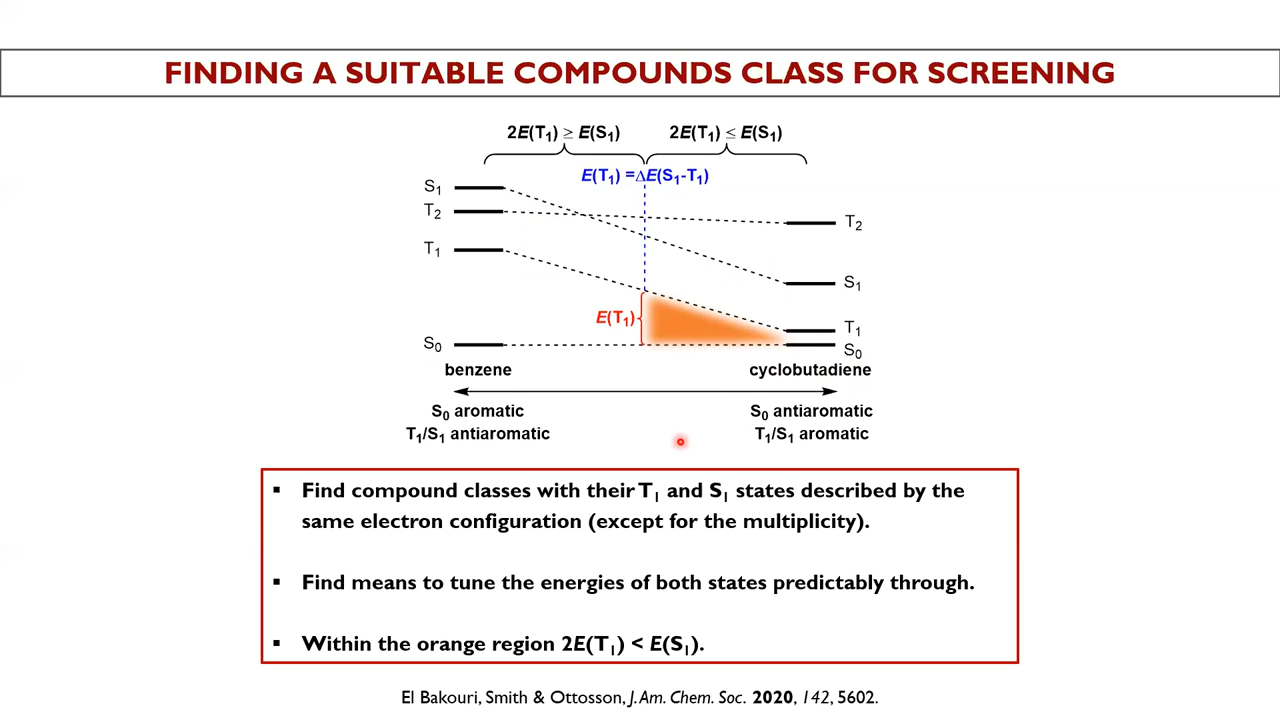 FINDING A SUITABLE COMPOUNDS CLASS FOR SCREENING
2E(T₁) ≥ E(S₁) 2E(T₁) ≤ E(S₁)
E(T₁) =ΔE(S₁-T₁)
S₁
T₂
T₂
T₁
S₁
E(T₁)
T₁
S₀
S₀
benzene cyclobutadiene
S₀ aromatic S₀ antiaromatic
T₁/S₁ antiaromatic T₁/S₁ aromatic
▪ Find compound classes with their T₁ and S₁ states described by the
same electron configuration (except for the multiplicity).
▪ Find means to tune the energies of both states predictably through.
▪ Within the orange region 2E(T₁) < E(S₁).
El Bakouri, Smith & Ottosson, J. Am. Chem. Soc. 2020, 142, 5602.